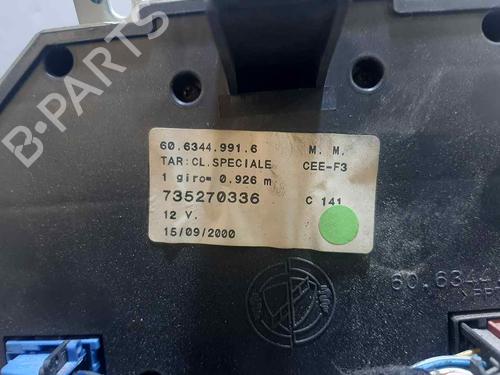 B-PARTS
60.6344.991.6 M. M.
TAR:CL.SPECIALE CEE-F3
1 giro= 0.926 m
735270336 C 141
12 V.
15/09/2000
60.6344
>PP